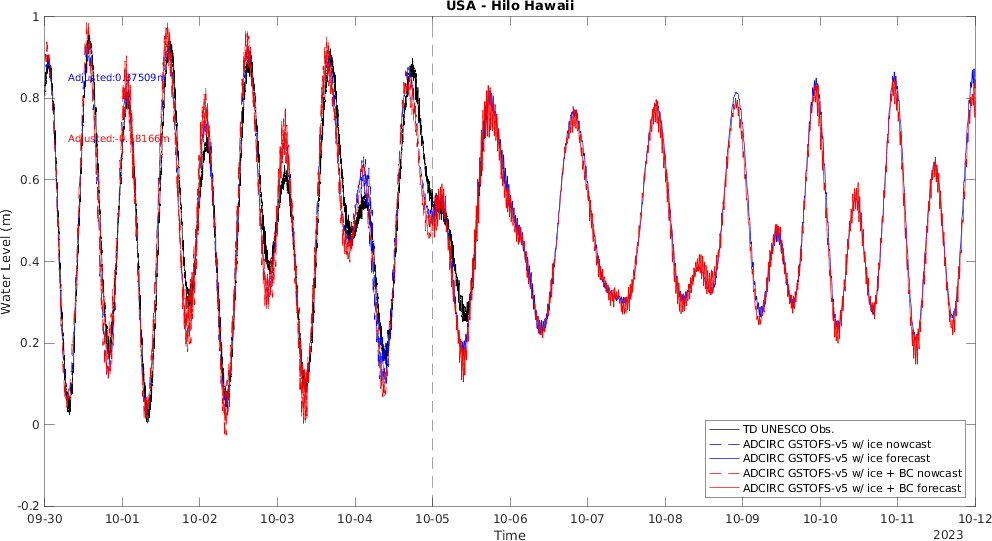 USA - Hilo Hawaii
1
0.8
0.6
0.4
0.2
0
-0.2
Water Level (m)
m
m
09-30 10-01 10-02 10-03 10-04 10-05 10-06 10-07 10-08 10-09 10-10 10-11 10-12
Time
2023
TD UNESCO Obs.
ADCIRC GSTOFS-v5 w/ ice nowcast
ADCIRC GSTOFS-v5 w/ ice forecast
ADCIRC GSTOFS-v5 w/ ice + BC nowcast
ADCIRC GSTOFS-v5 w/ ice + BC forecast